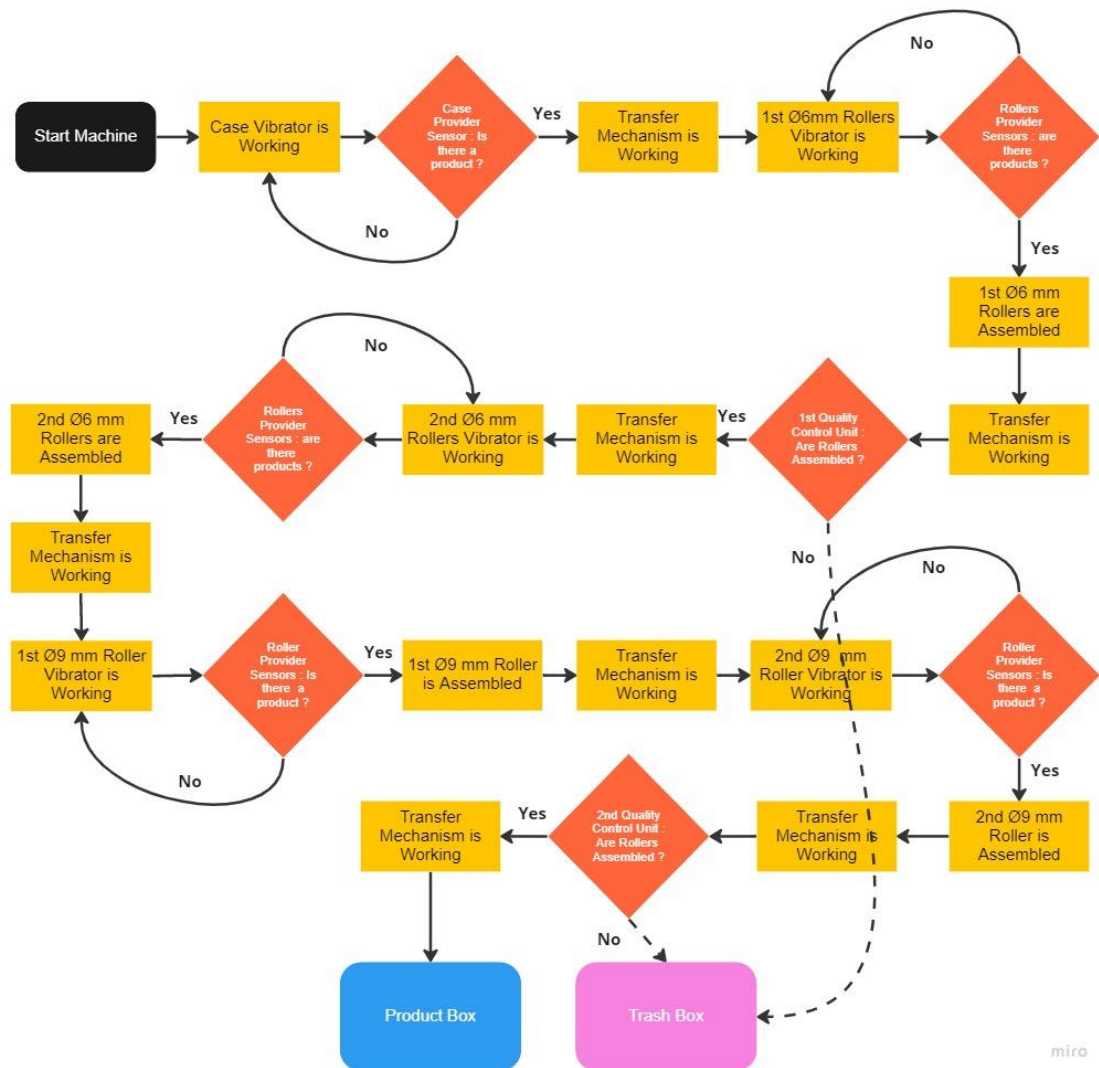 Start Machine
Case Vibrator is
Working
Case
Provider
Sensor : Is
there a
product ?
Yes
No
Transfer
Mechanism is
Working
1st Ø6mm Rollers
Vibrator is
Working
No
Rollers
Provider
Sensors : are
there
products ?
Yes
1st Ø6 mm
Rollers are
Assembled
Transfer
Mechanism is
Working
1st Quality
Control Unit :
Are Rollers
Assembled ?
Yes
No
Transfer
Mechanism is
Working
2nd Ø6 mm
Rollers Vibrator is
Working
No
Rollers
Provider
Sensors : are
there
products ?
Yes
2nd Ø6 mm
Rollers are
Assembled
Transfer
Mechanism is
Working
1st Ø9 mm Roller
Vibrator is
Working
Roller
Provider
Sensors : Is
there a
product ?
No
Yes
1st Ø9 mm Roller
is Assembled
Transfer
Mechanism is
Working
2nd Ø9 mm
Roller Vibrator is
Working
No
Roller
Provider
Sensors : Is
there a
product ?
Yes
2nd Ø9 mm
Roller is
Assembled
Transfer
Mechanism is
Working
2nd Quality
Control Unit :
Are Rollers
Assembled ?
Yes
No
Transfer
Mechanism is
Working
Product Box
Trash Box
miro